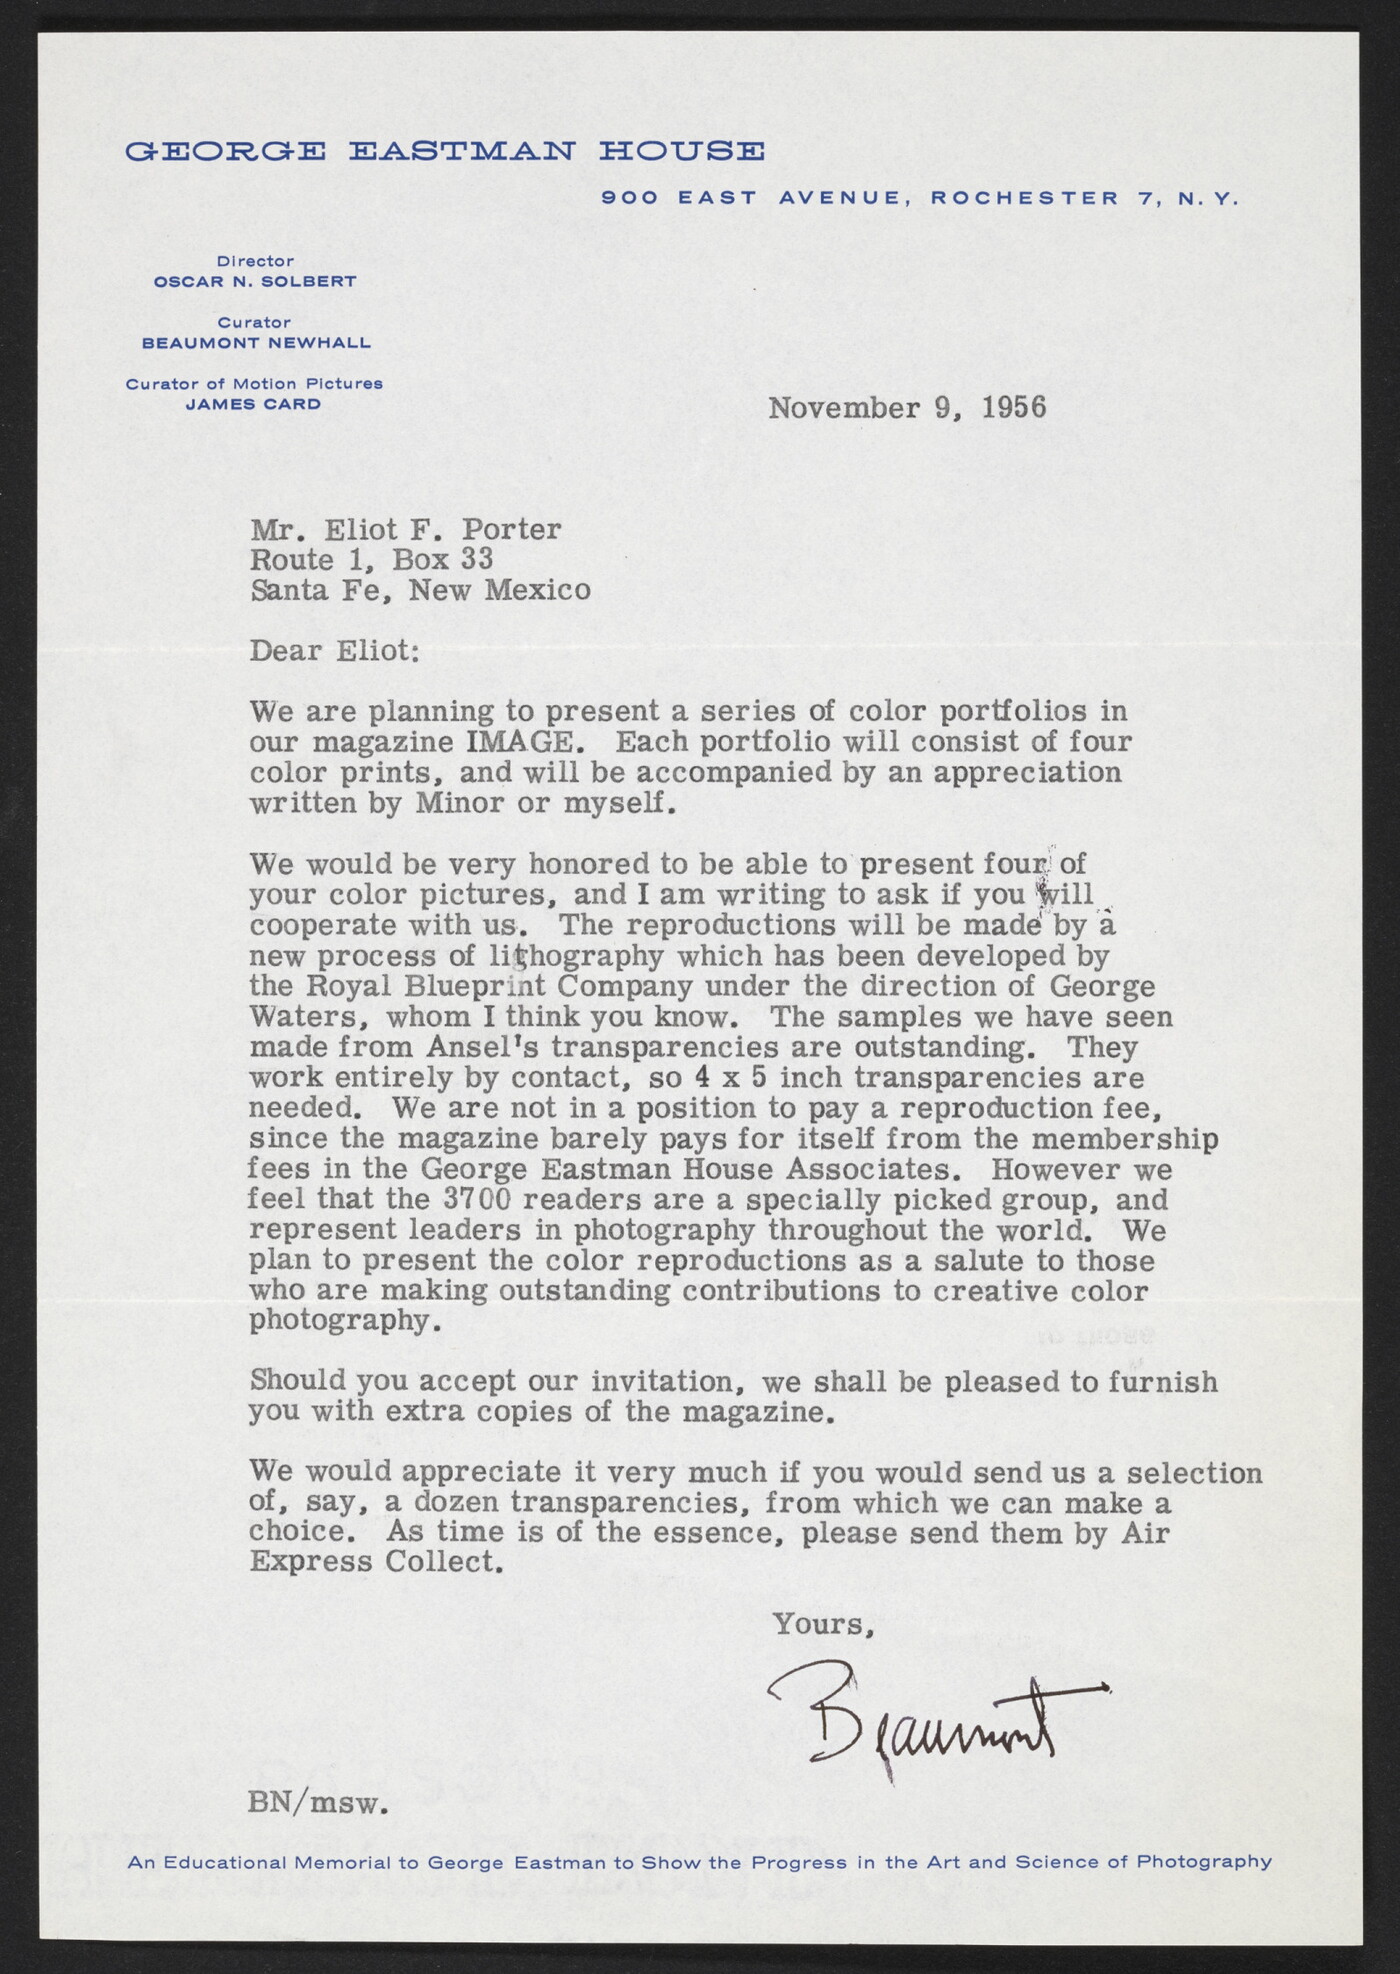 GEORGE EASTMAN HOUSE
900 EAST AVENUE, ROCHESTER 7, N. Y.
Director
OSCAR N. SOLBERT
Curator
BEAUMONT NEWHALL
Curator of Motion Pictures
JAMES CARD
November 9, 1956
Mr. Eliot F. Porter
Route 1, Box 33
Santa Fe, New Mexico
Dear Eliot:
We are planning to present a series of color portfolios in
our magazine IMAGE. Each portfolio will consist of four
color prints, and will be accompanied by an appreciation
written by Minor or myself.
We would be very honored to be able to present four of
your color pictures, and I am writing to ask if you will
cooperate with us. The reproductions will be made by a
new process of lithography which has been developed by
the Royal Blueprint Company under the direction of George
Waters, whom I think you know. The samples we have seen
made from Ansel's transparencies are outstanding. They
work entirely by contact, so 4 x 5 inch transparencies are
needed. We are not in a position to pay a reproduction fee,
since the magazine barely pays for itself from the membership
fees in the George Eastman House Associates. However we
feel that the 3700 readers are a specially picked group, and
represent leaders in photography throughout the world. We
plan to present the color reproductions as a salute to those
who are making outstanding contributions to creative color
photography.
Should you accept our invitation, we shall be pleased to furnish
you with extra copies of the magazine.
We would appreciate it very much if you would send us a selection
of, say, a dozen transparencies, from which we can make a
choice. As time is of the essence, please send them by Air
Express Collect.
Yours,
Beaumont
BN/msw.
An Educational Memorial to George Eastman to Show the Progress in the Art and Science of Photography